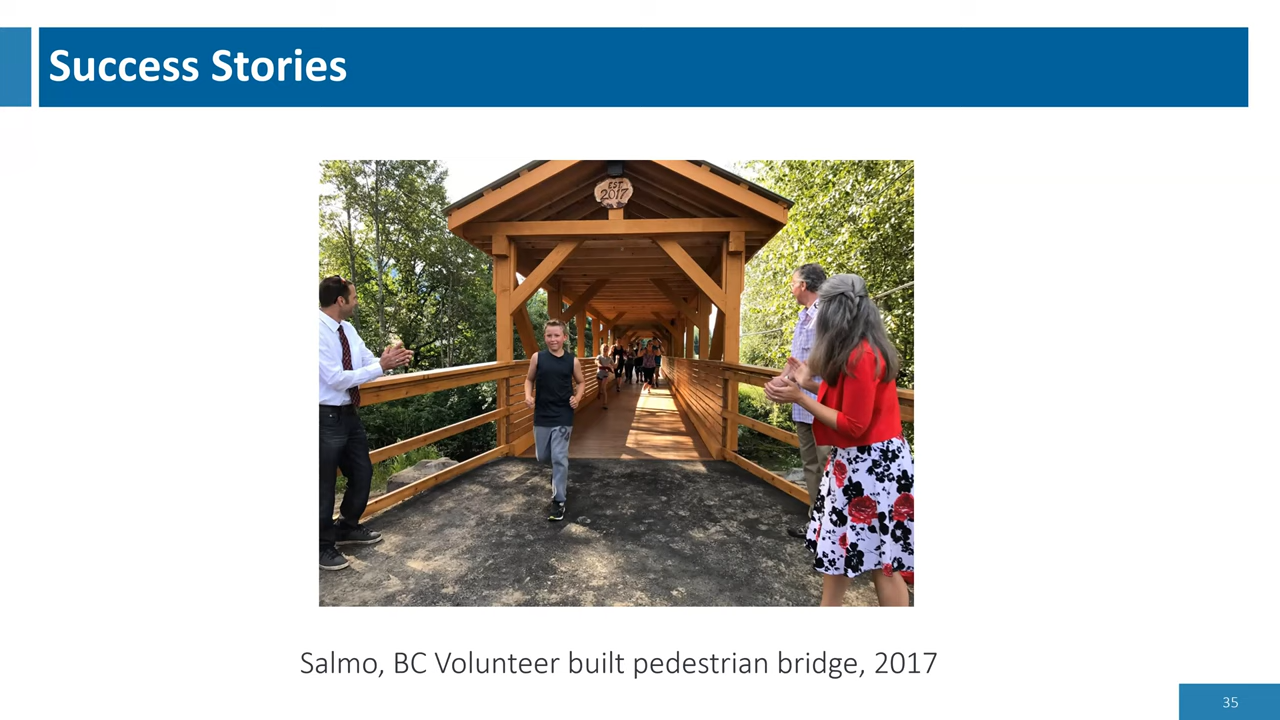 Success Stories
EST.
2017
Salmo, BC Volunteer built pedestrian bridge, 2017
35